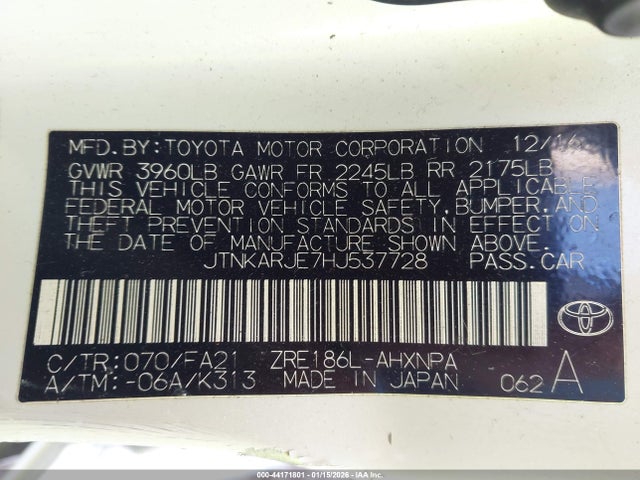 MFD.BY:TOYOTA MOTOR CORPORATION 12/16
GVWR 3960LB GAWR FR 2245LB RR 2175LB
THIS VEHICLE CONFORMS TO ALL APPLICABLE
FEDERAL MOTOR VEHICLE SAFETY,BUMPER,AND
THEFT PREVENTION STANDARDS IN EFFECT ON
THE DATE OF MANUFACTURE SHOWN ABOVE.
JTNKARJE7HJ537728 PASS.CAR
C/TR:070/FA21 ZRE186L-AHXNPA
A/TM:-06A/K313 MADE IN JAPAN 062 A
000-44171801 - 01/15/2026 - IAA Inc.